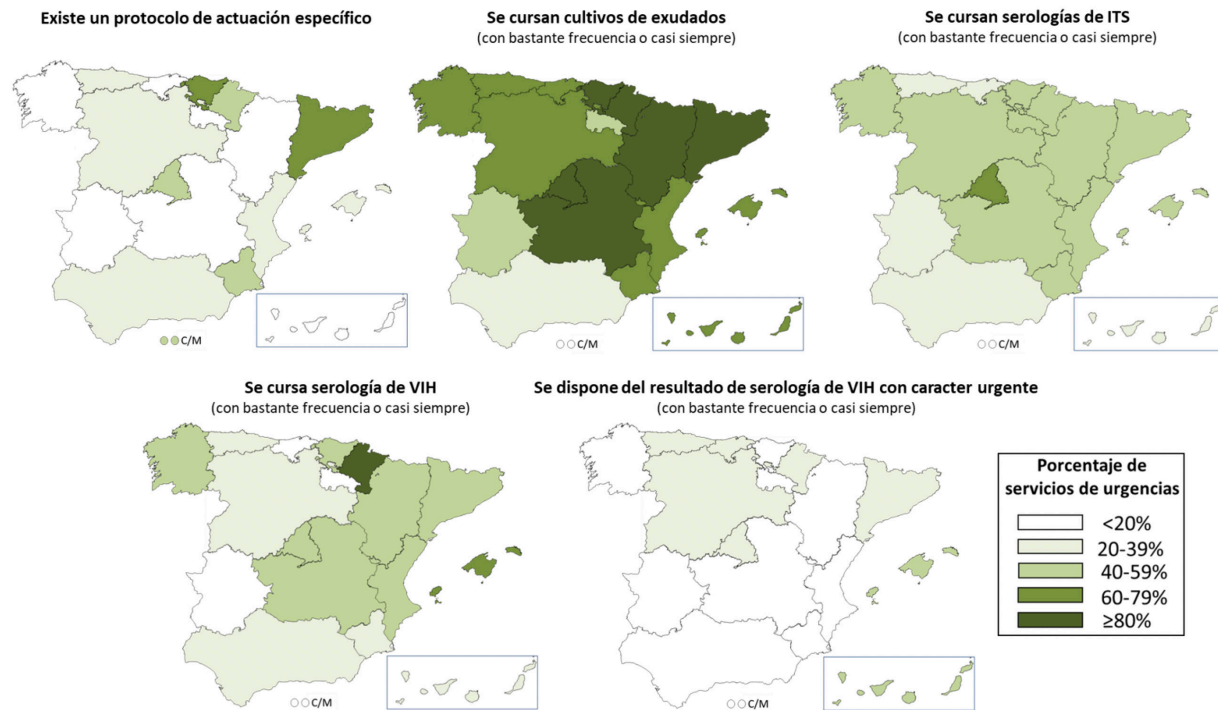 Existe un protocolo de actuación específico
Se cursan cultivos de exudados
(con bastante frecuencia o casi siempre)
Se cursan serologías de ITS
(con bastante frecuencia o casi siempre)
C/M
C/M
C/M
Se cursa serología de VIH
(con bastante frecuencia o casi siempre)
Se dispone del resultado de serología de VIH con caracter urgente
(con bastante frecuencia o casi siempre)
C/M
C/M
Porcentaje de
servicios de urgencias
<20%
20-39%
40-59%
60-79%
≥80%